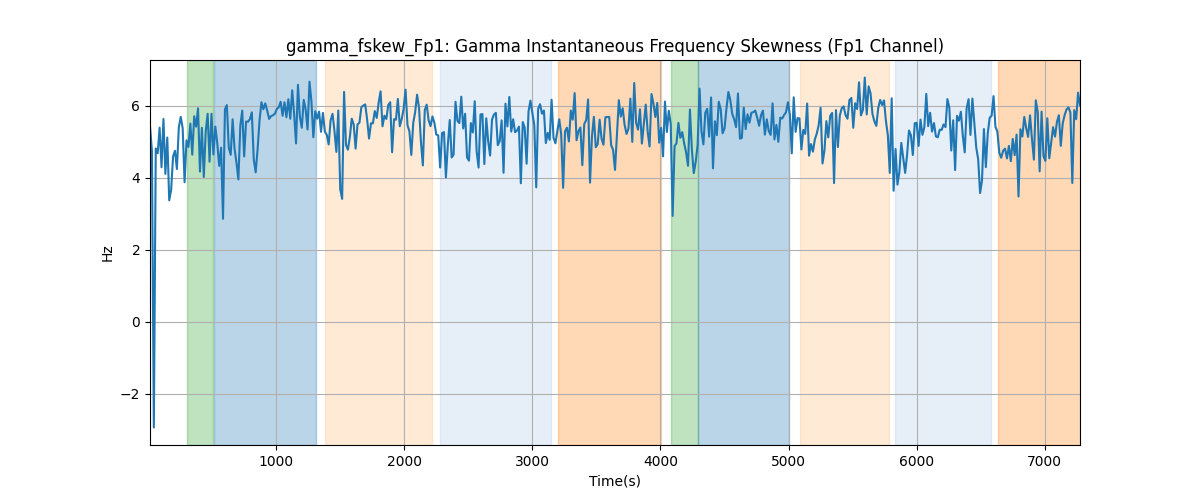 gamma_fskew_Fp1: Gamma Instantaneous Frequency Skewness (Fp1 Channel)
Hz
6
4
2
0
−2
1000 2000 3000 4000 5000 6000 7000
Time(s)